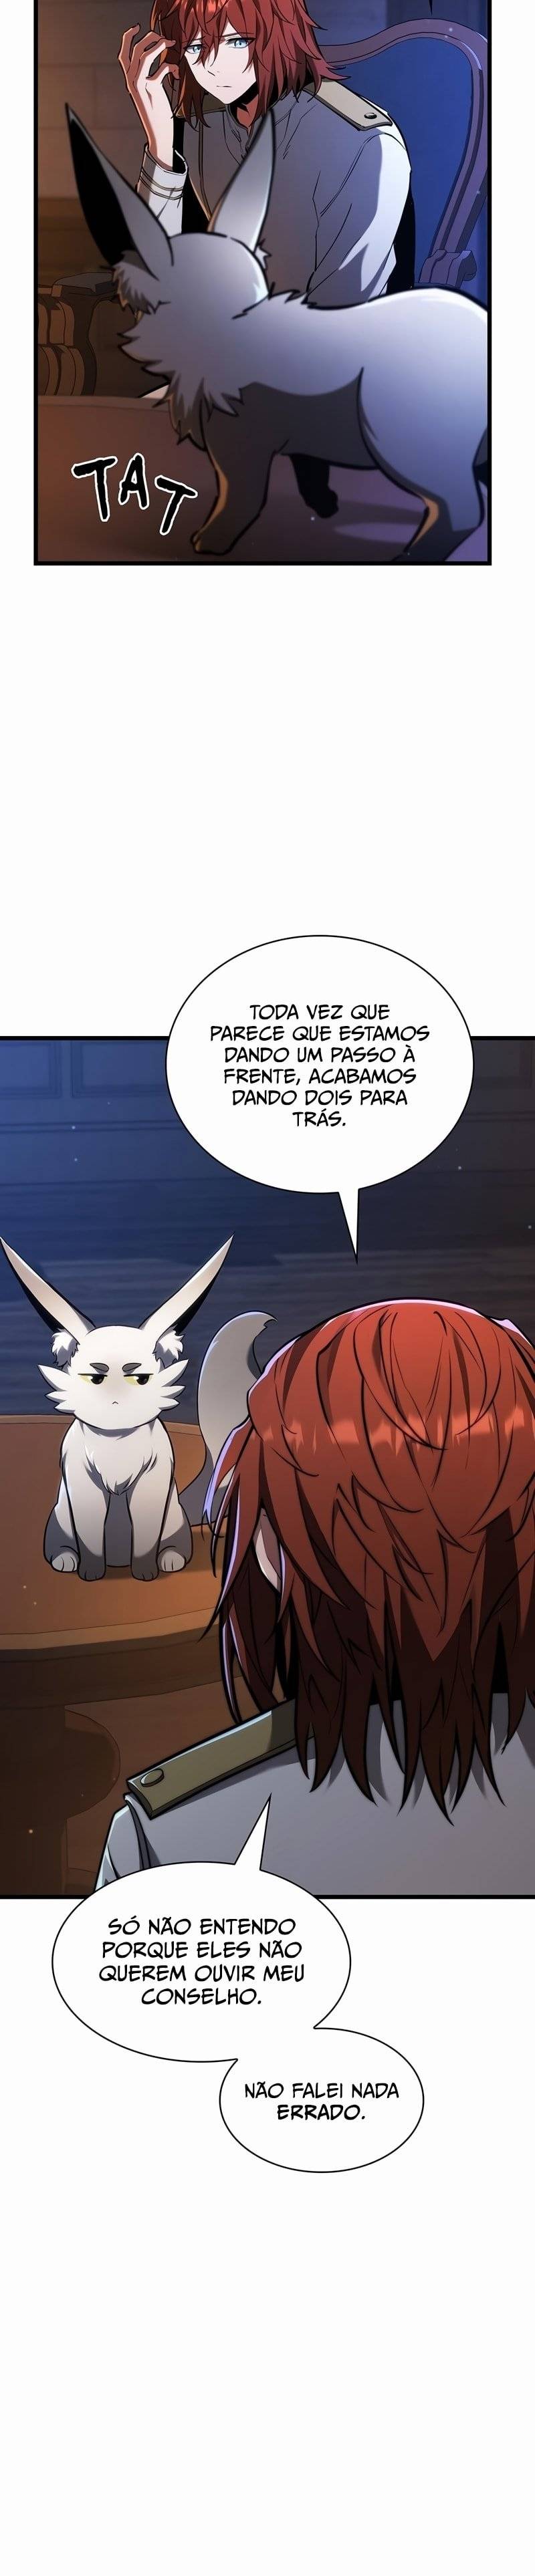 TAT
TODA VEZ QUE
PARECE QUE ESTAMOS
DANDO UM PASSO À
FRENTE, ACABAMOS
DANDO DOIS PARA
TRÁS.
SÓ NÃO ENTENDO
PORQUE ELES NÃO
QUEREM OUVIR MEU
CONSELHO.
NÃO FALEI NADA
ERRADO.